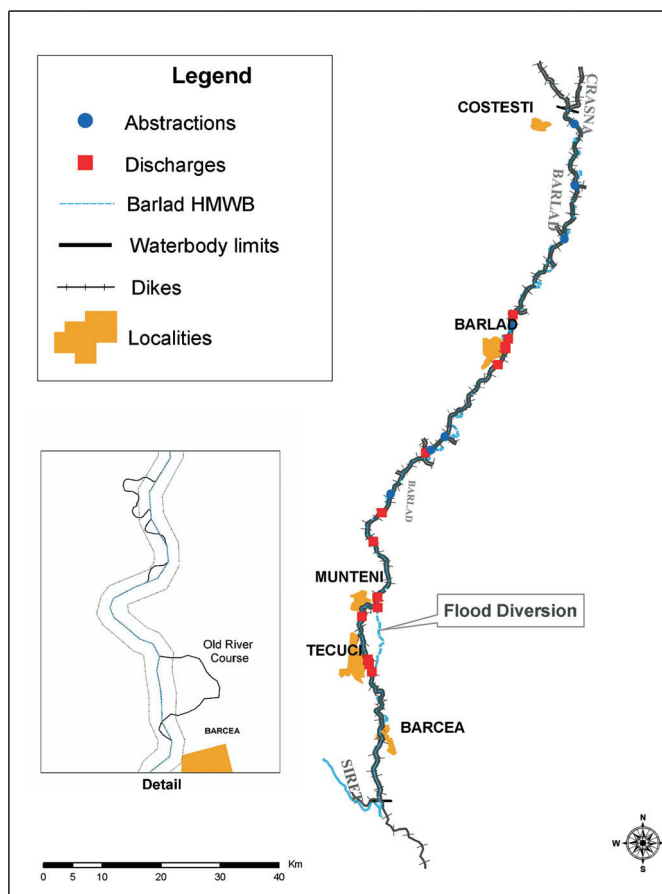 Legend
Abstractions
Discharges
Barlad HMWB
Waterbody limits
Dikes
Localities
COSTESTI
CRASNA
BARLAD
BARLAD
BARLAD
MUNTENI
Flood Diversion
TECUCI
BARCEA
SIRET
Old River
Course
BARCEA
Detail
Km
0 5 10 20 30 40
N
W E
S